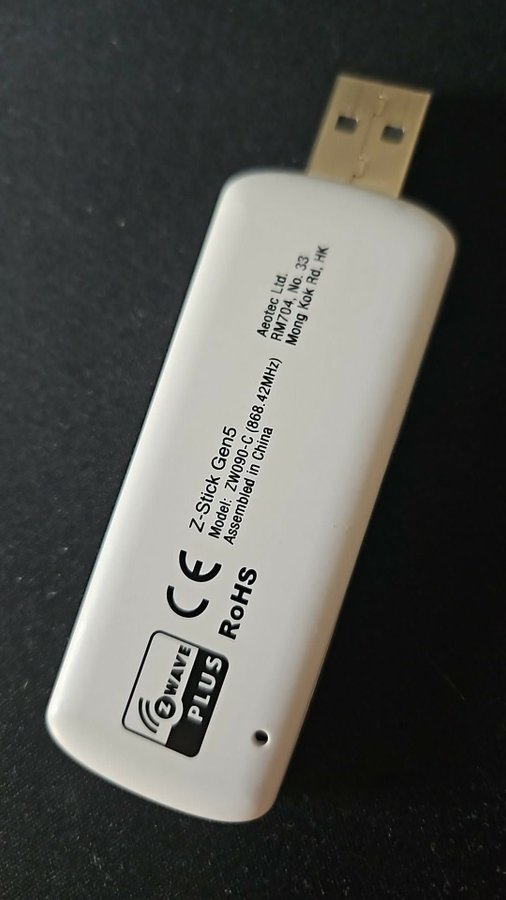 Aeotec Ltd.
RM704, No. 33
Mong Kok Rd, HK
Z-Stick Gen5
Model: ZW090-C (868.42MHz)
Assembled in China
CE
RoHS
Z WAVE
PLUS